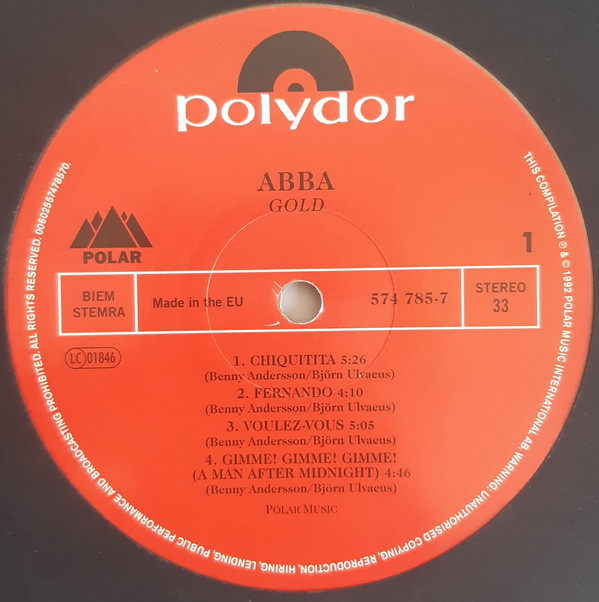 polydor
ABBA
GOLD
POLAR
1
BIEM
STEMRA
Made in the EU
574 785-7
STEREO
33
LC 01846
1. CHIQUITITA 5:26
(Benny Andersson/Björn Ulvaeus)
2. FERNANDO 4:10
(Benny Andersson/Björn Ulvaeus)
3. VOULEZ-VOUS 5:05
(Benny Andersson/Björn Ulvaeus)
4. GIMME! GIMME! GIMME!
(A MAN AFTER MIDNIGHT) 4:46
(Benny Andersson/Björn Ulvaeus)
POLAR MUSIC
THIS COMPILATION ℗ & © 1992 POLAR MUSIC INTERNATIONAL AB. WARNING: UNAUTHORISED COPYING, REPRODUCTION, HIRING, LENDING, PUBLIC PERFORMANCE AND BROADCASTING PROHIBITED. ALL RIGHTS RESERVED. 00602557478570.